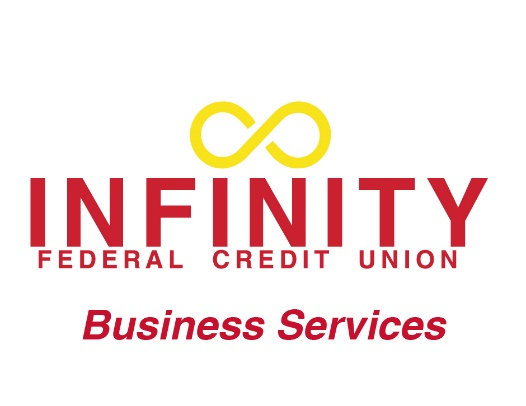 INFINITY
FEDERAL CREDIT UNION
Business Services